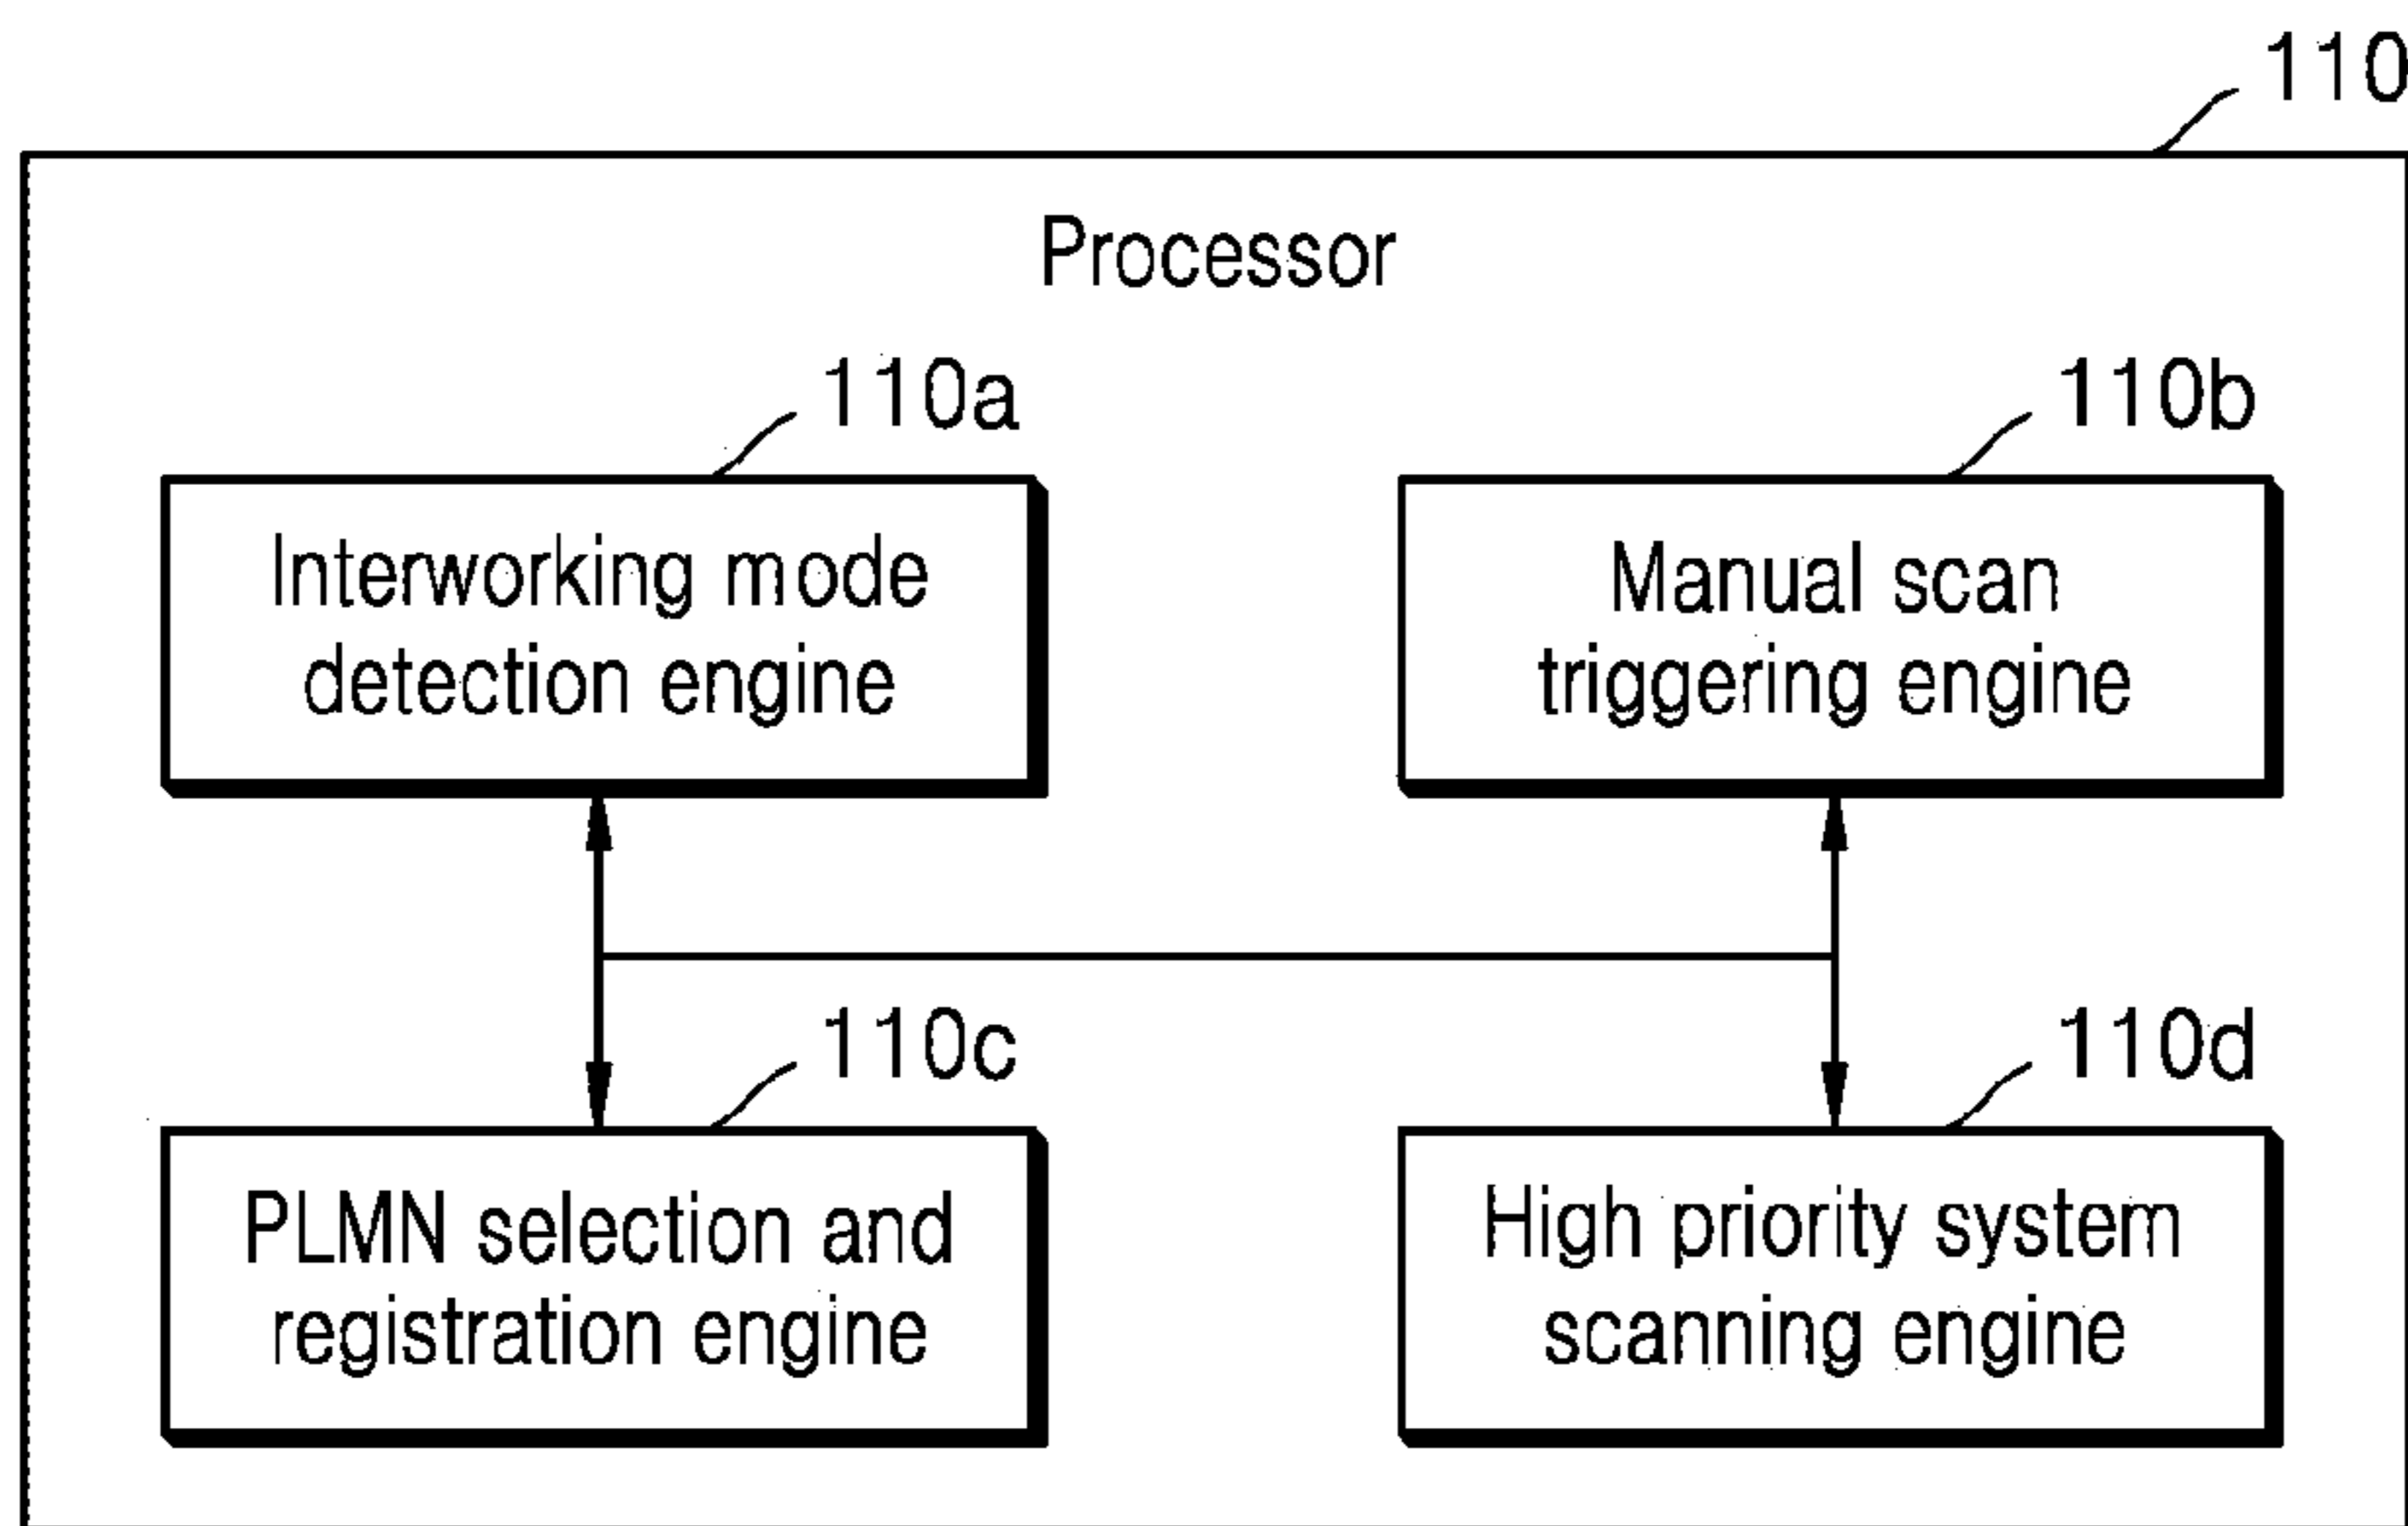 110
Processor
110a
110b
Interworking mode
detection engine
Manual scan
triggering engine
110c
110d
PLMN selection and
registration engine
High priority system
scanning engine